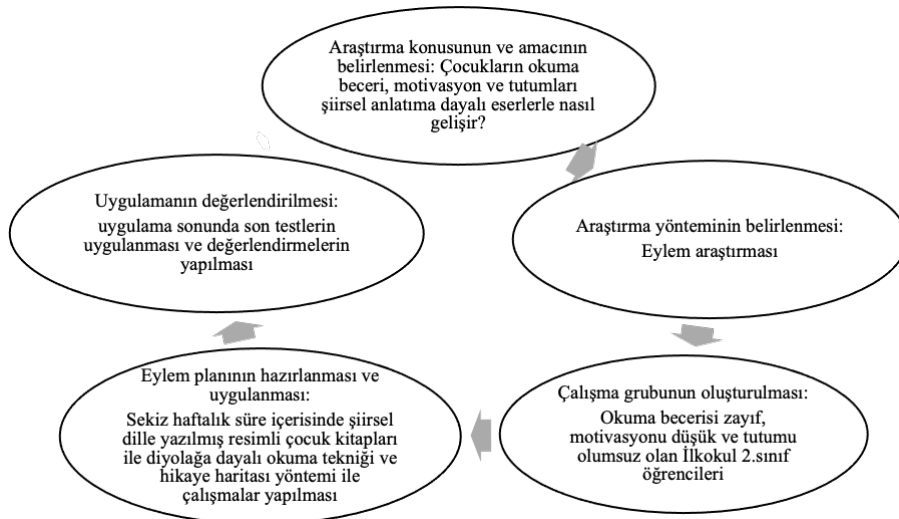 Araştırma konusunun ve amacının
belirlenmesi: Çocukların okuma
beceri, motivasyon ve tutumları
şiirsel anlatıma dayalı eserlerle nasıl
gelişir?
Araştırma yönteminin belirlenmesi:
Eylem araştırması
Çalışma grubunun oluşturulması:
Okuma becerisi zayıf,
motivasyonu düşük ve tutumu
olumsuz olan İlkokul 2.sınıf
öğrencileri
Eylem planının hazırlanması ve
uygulanması:
Sekiz haftalık süre içerisinde şiirsel
dille yazılmış resimli çocuk kitapları
ile diyolağa dayalı okuma tekniği ve
hikaye haritası yöntemi ile
çalışmalar yapılması
Uygulamanın değerlendirilmesi:
uygulama sonunda son testlerin
uygulanması ve değerlendirmelerin
yapılması